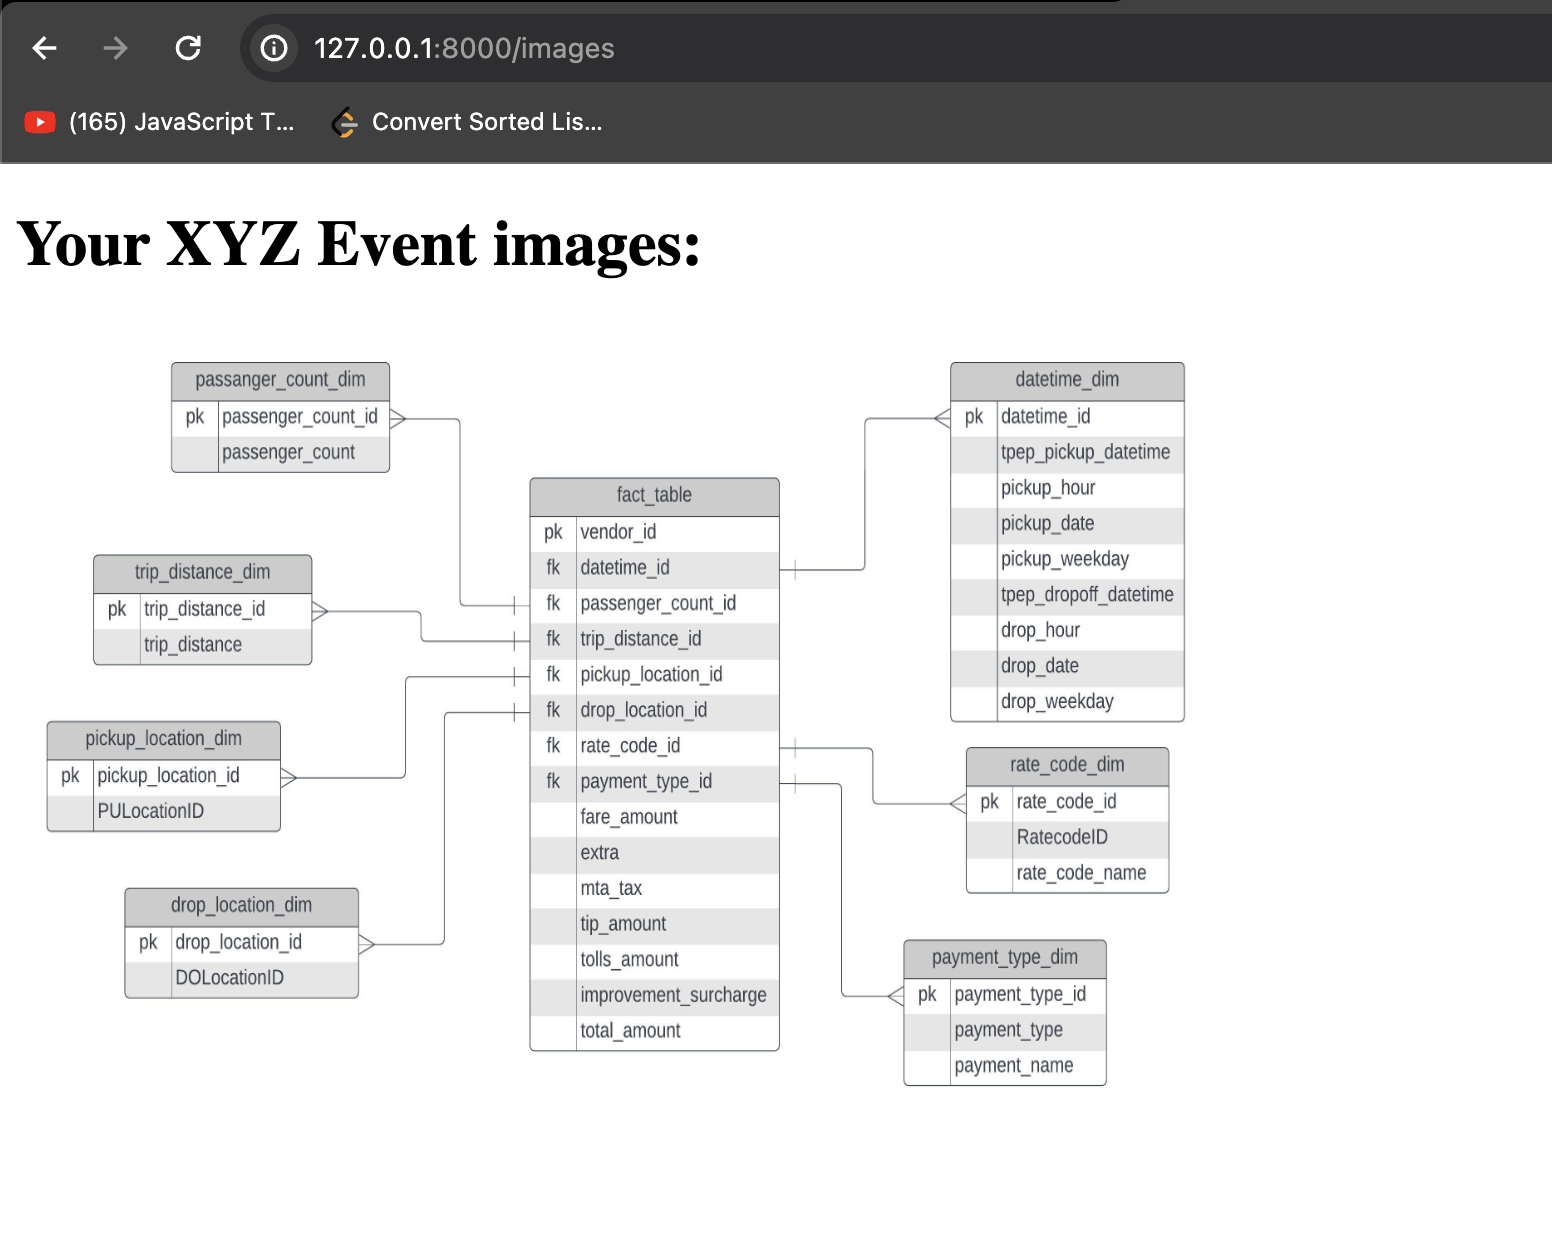 127.0.0.1:8000/images
(165) JavaScript T...
Convert Sorted Lis...
Your XYZ Event images:
passanger_count_dim
pk passenger_count_id
passenger_count
trip_distance_dim
pk trip_distance_id
trip_distance
pickup_location_dim
pk pickup_location_id
PULocationID
drop_location_dim
pk drop_location_id
DOLocationID
fact_table
pk vendor_id
fk datetime_id
fk passenger_count_id
fk trip_distance_id
fk pickup_location_id
fk drop_location_id
fk rate_code_id
fk payment_type_id
fare_amount
extra
mta_tax
tip_amount
tolls_amount
improvement_surcharge
total_amount
datetime_dim
pk datetime_id
tpep_pickup_datetime
pickup_hour
pickup_date
pickup_weekday
tpep_dropoff_datetime
drop_hour
drop_date
drop_weekday
rate_code_dim
pk rate_code_id
RatecodeID
rate_code_name
payment_type_dim
pk payment_type_id
payment_type
payment_name